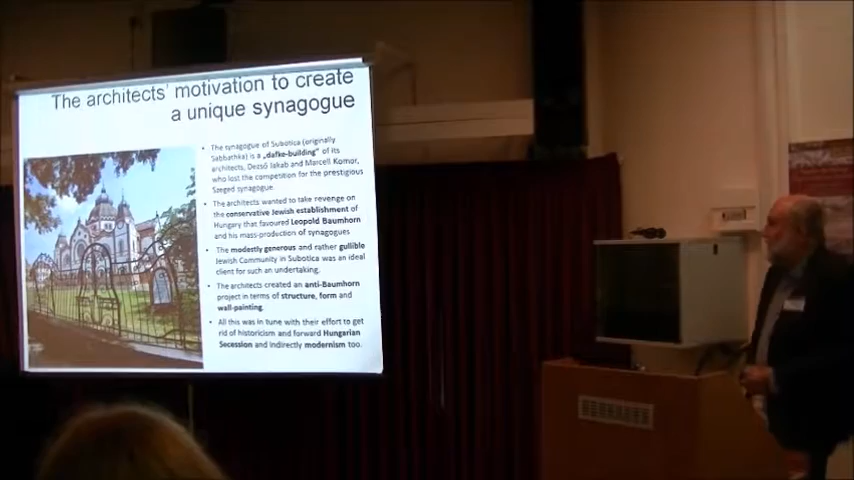 The Architects' motivation to create
a unique synagogue
• The synagogue of Subotica (originally
Sabbathka) is a „dafke-building" of its
architects, Dezső Jakab and Marcell Komor,
who lost the competition for the prestigious
Szeged synagogue.
• The architects wanted to take revenge on
the conservative Jewish establishment of
Hungary that favoured Leopold Baumhorn
and his mass-production of synagogues.
• The modestly generous and rather gullible
Jewish Community in Subotica was an ideal
client for such an undertaking.
• The architects created an anti-Baumhorn
project in terms of structure, form and
wall-painting.
• All this was in tune with their effort to get
rid of historicism and forward Hungarian
Secession and indirectly modernism too.